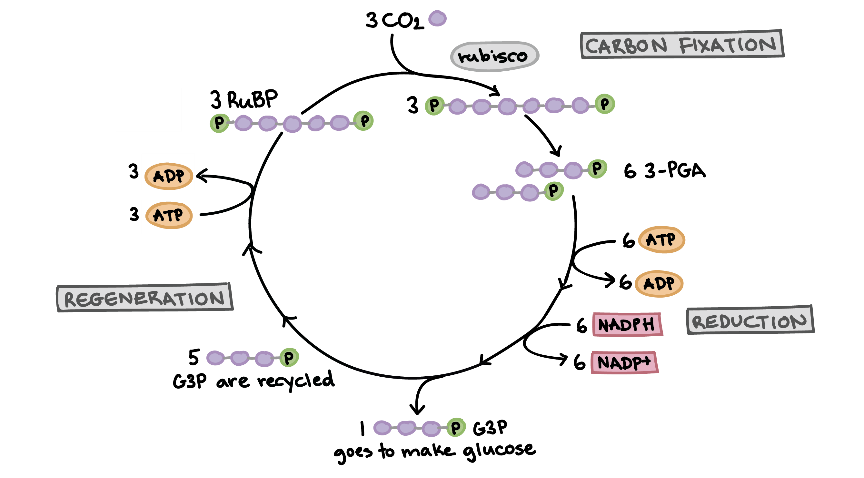 3 CO2
rubisco
CARBON FIXATION
3 RuBP
P P
3 P P
P 6 3-PGA
P
3 ADP
3 ATP
6 ATP
6 ADP
REGENERATION
6 NADPH
REDUCTION
6 NADP+
5 P
G3P are recycled
1 P G3P
goes to make glucose